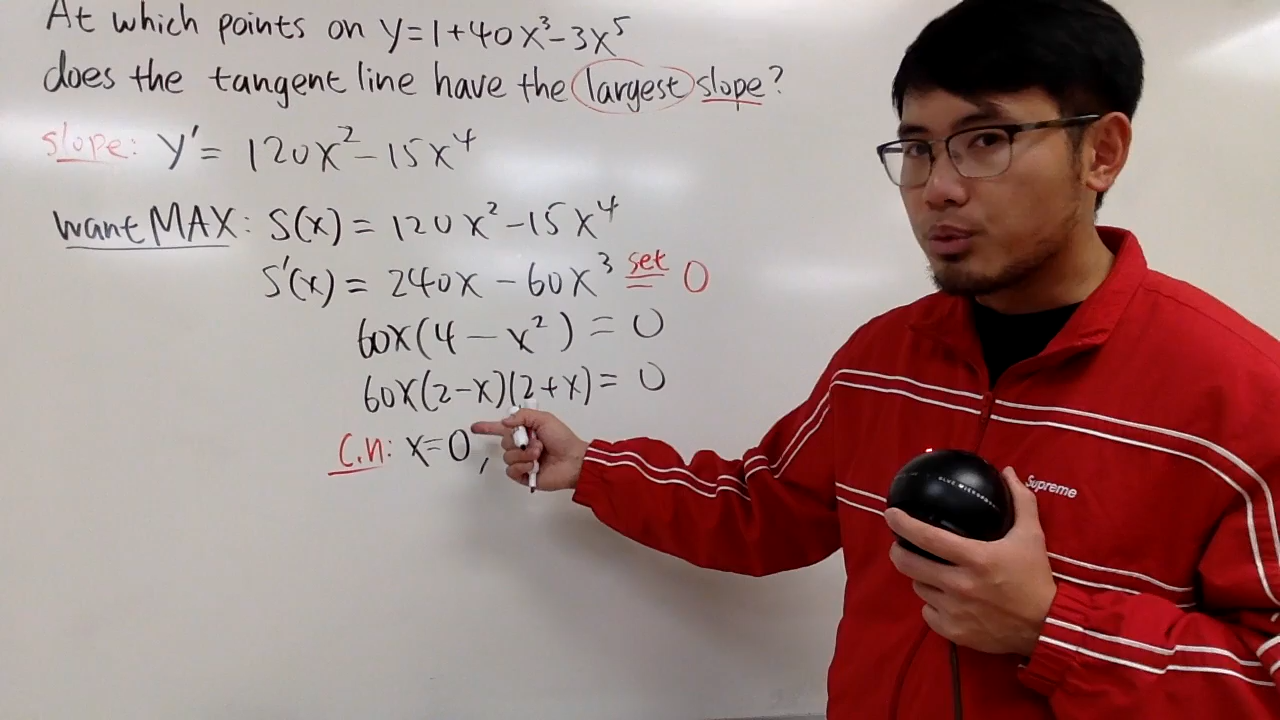 At which points on y=1+40x³-3x⁵
does the tangent line have the largest slope?
slope: y'= 120x²-15x⁴
want MAX: S(x) = 120x²-15x⁴
S'(x) = 240x - 60x³ set = 0
60x(4 - x²) = 0
60x(2-x)(2+x) = 0
C.n: x=0,
Supreme